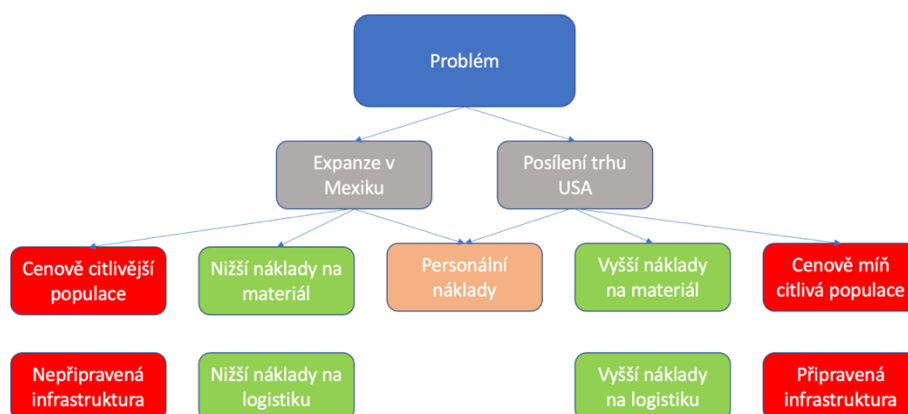 Problém
Expanze v
Mexiku
Posílení trhu
USA
Cenově citlivější
populace
Nižší náklady na
materiál
Personální
náklady
Vyšší náklady
na materiál
Cenově míň
citlivá populace
Nepřipravená
infrastruktura
Nižší náklady na
logistiku
Vyšší náklady
na logistiku
Připravená
infrastruktura